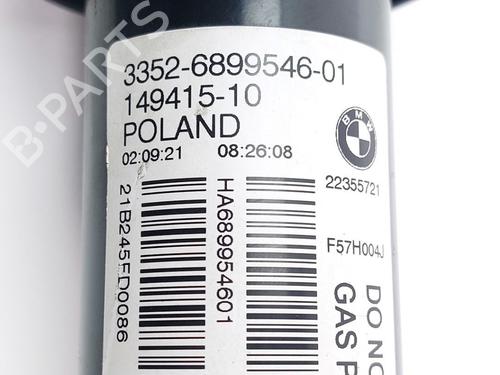 3352-6899546-01
149415-10
POLAND
02:09:21 08:26:08
BMW
22355721
F57H004J
21B245FD0086
HA689954601
DO NO
GAS P
B-PARTS